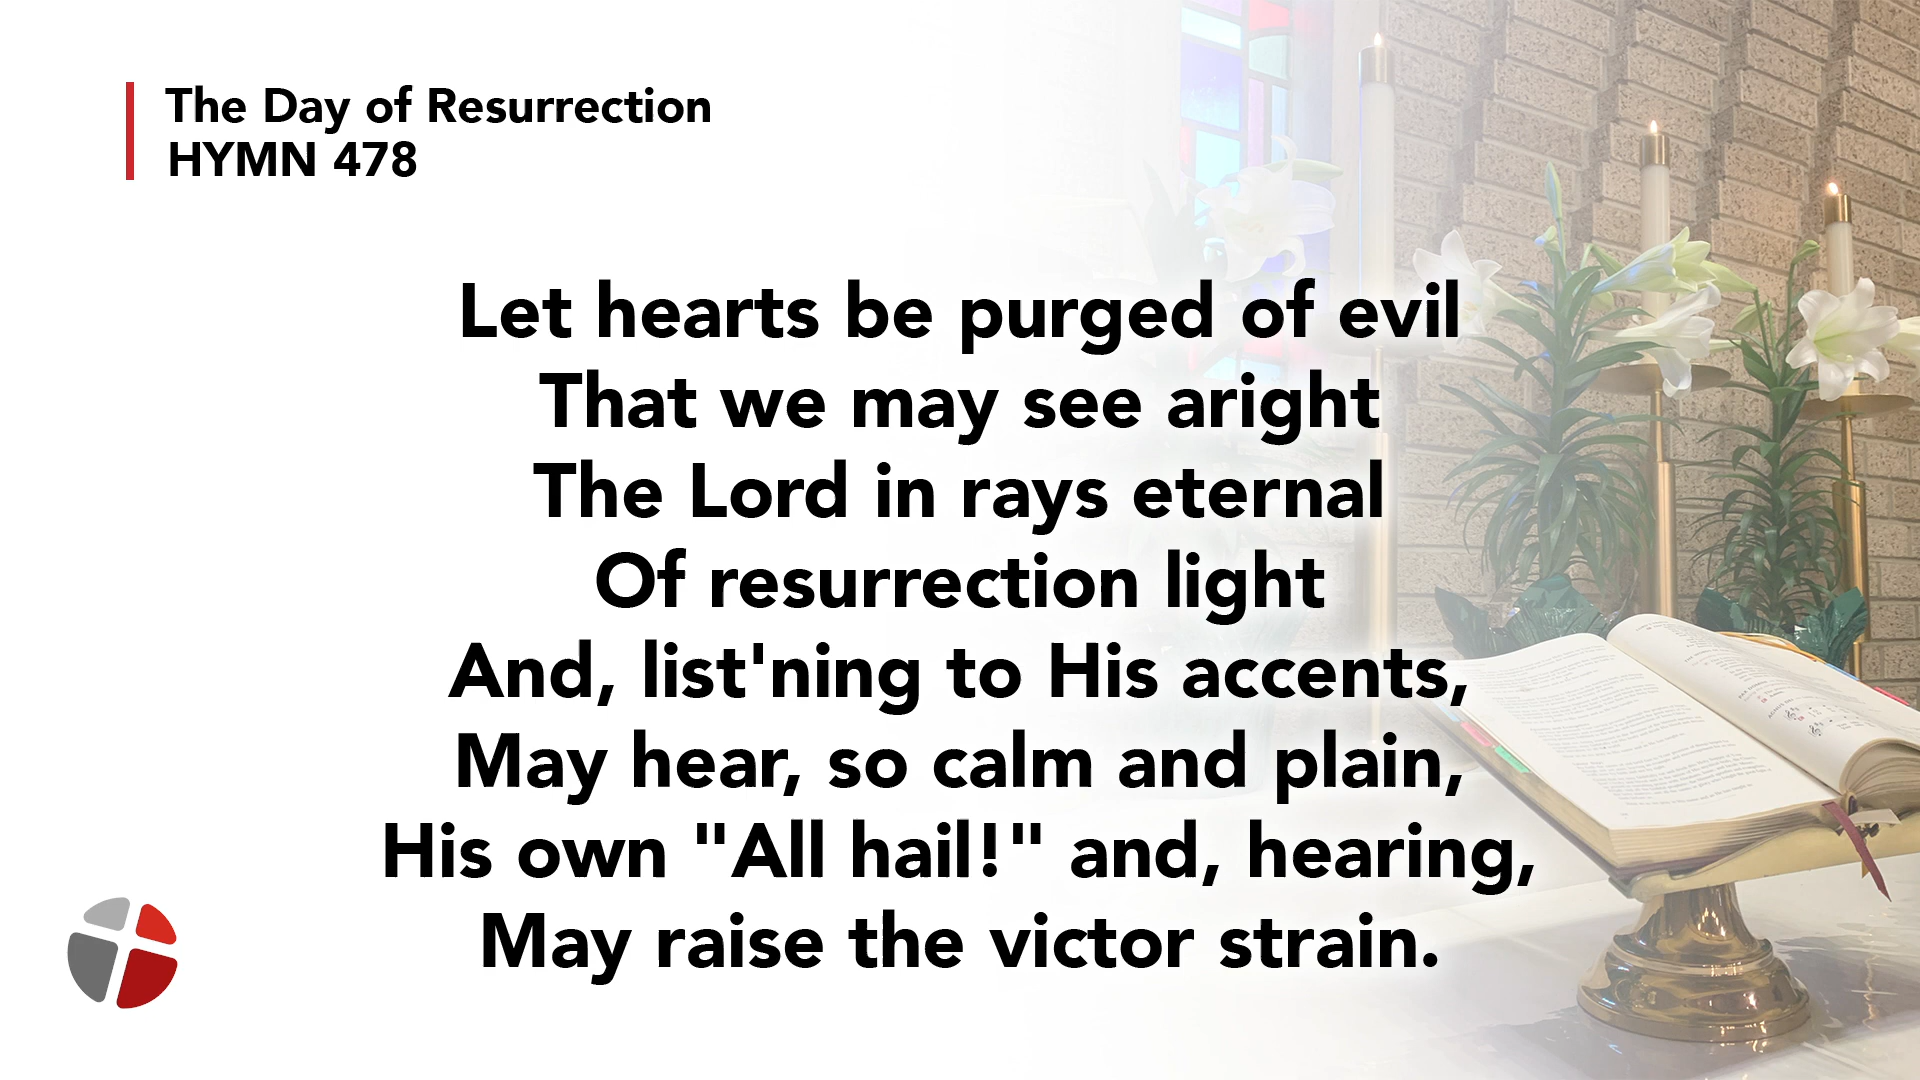 The Day of Resurrection
HYMN 478
Let hearts be purged of evil
That we may see aright
The Lord in rays eternal
Of resurrection light
And, list'ning to His accents,
May hear, so calm and plain,
His own "All hail!" and, hearing,
May raise the victor strain.